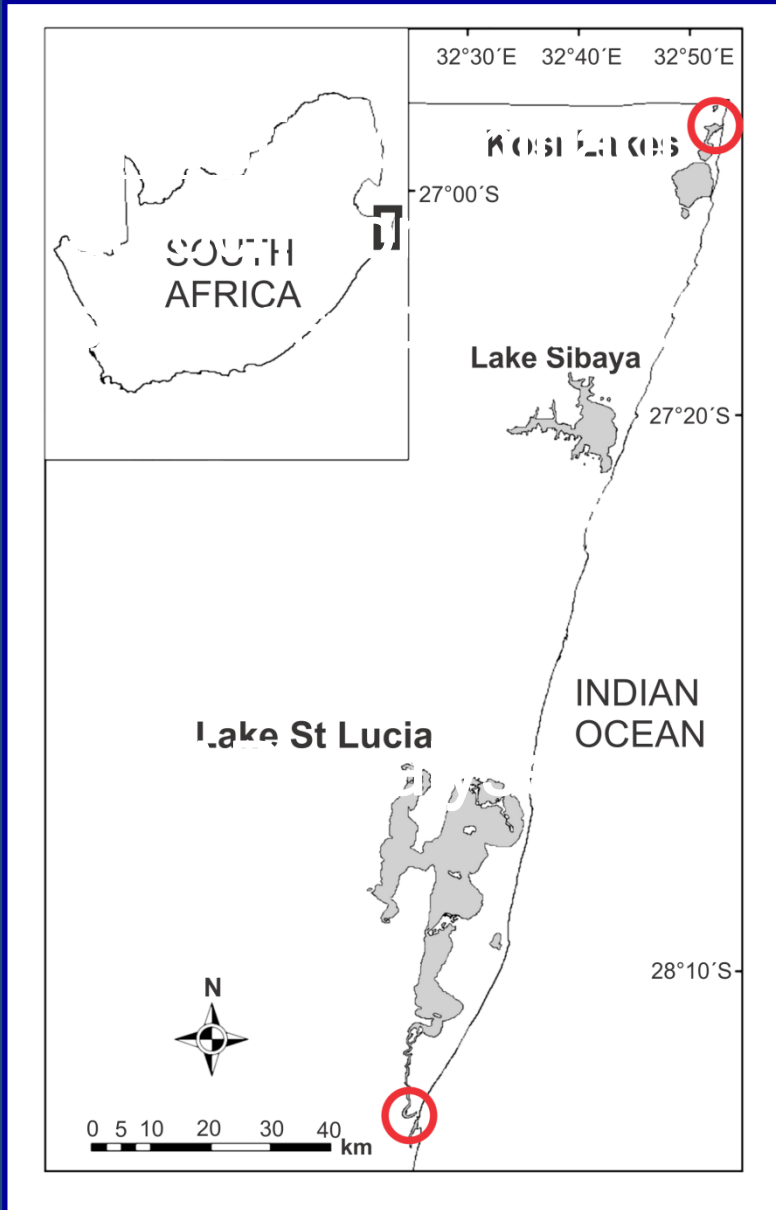 32°30´E 32°40´E 32°50´E
Kosi Lakes
27°00´S
SOUTH
AFRICA
Lake Sibaya
27°20´S
INDIAN
OCEAN
Lake St Lucia
28°10´S
N
0 5 10 20 30 40
km